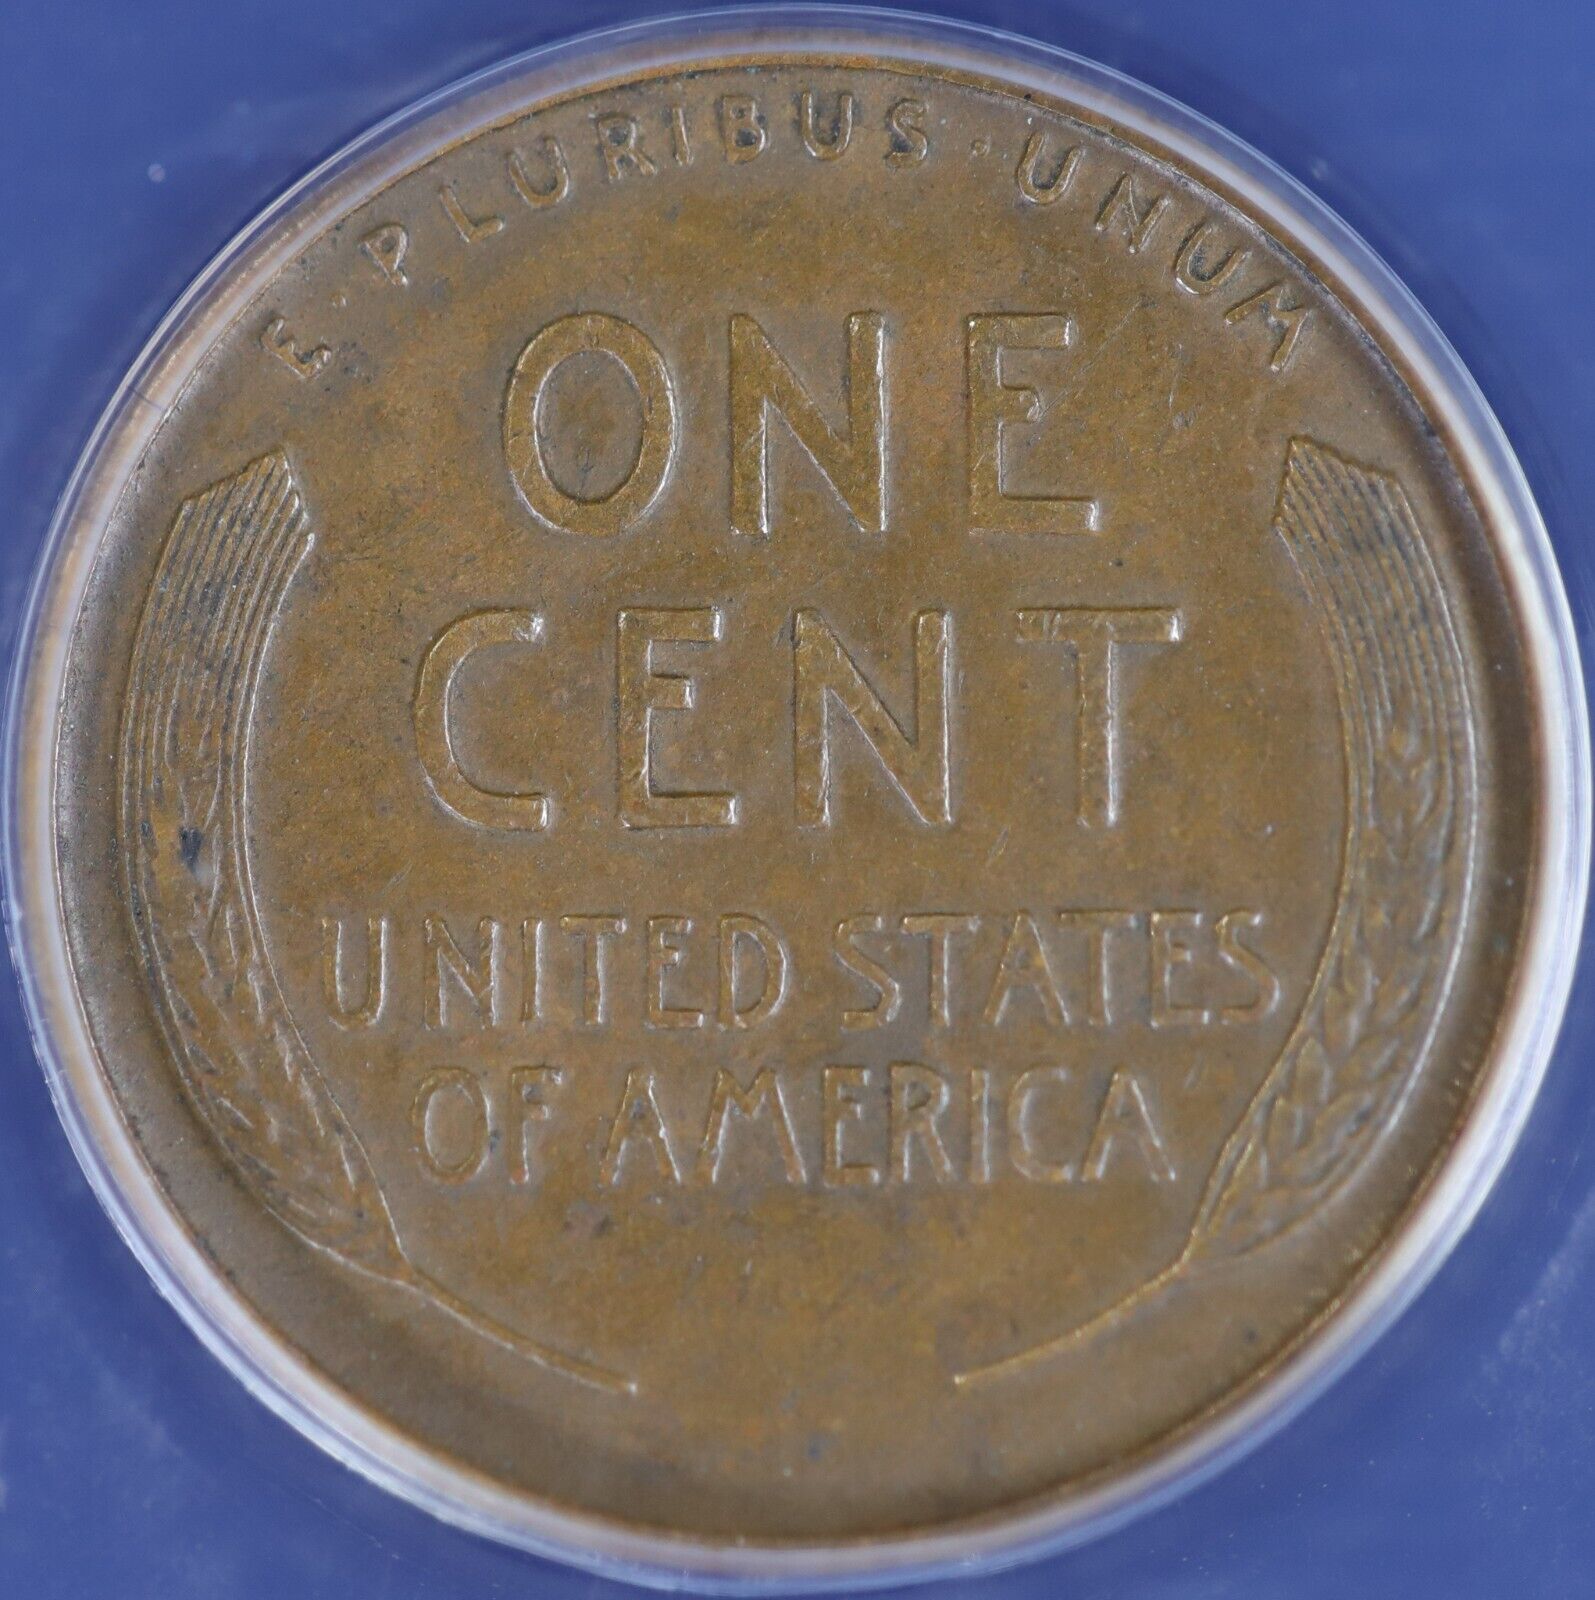 E·PLURIBUS·UNUM
ONE
CENT
UNITED STATES
OF AMERICA